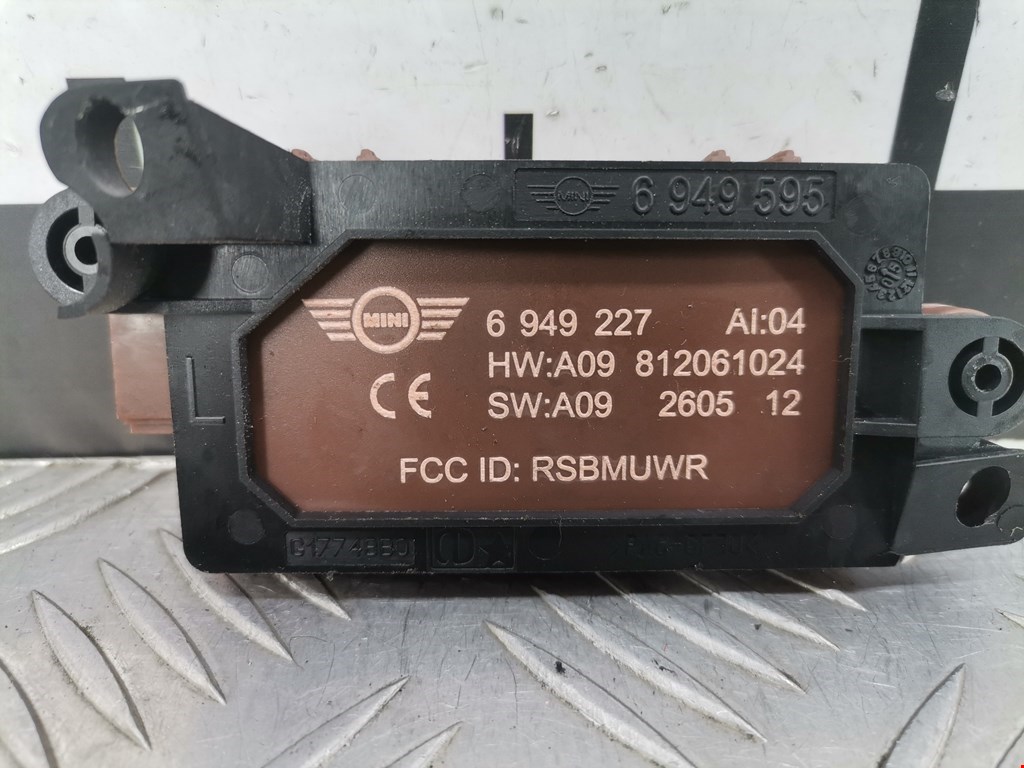 MINI 6 949 595
MINI
6 949 227 AI:04
HW:A09 812061024
CE
SW:A09 2605 12
FCC ID: RSBMUWR
L
G17748B0